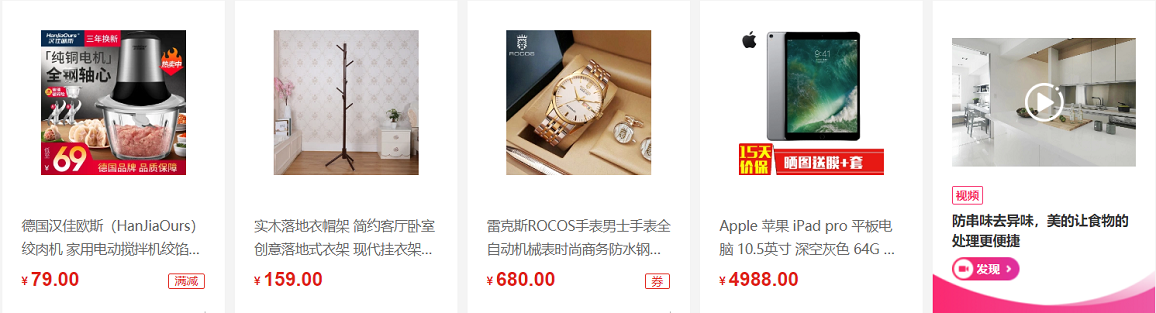 HanJiaOurs
汉佳欧斯
三年换新
「纯铜电机」
全钢轴心
热卖中
¥69
德国品牌 品质保障
德国汉佳欧斯（HanJiaOurs）
绞肉机 家用电动搅拌机绞馅...
¥79.00
满减
实木落地衣帽架 简约客厅卧室
创意落地式衣架 现代挂衣架...
¥159.00
ROCOS
雷克斯ROCOS手表男士手表全
自动机械表时尚商务防水钢...
¥680.00
券
15天
价保
晒图送膜+套
Apple 苹果 iPad pro 平板电
脑 10.5英寸 深空灰色 64G ...
¥4988.00
视频
防串味去异味，美的让食物的
处理更便捷
发现